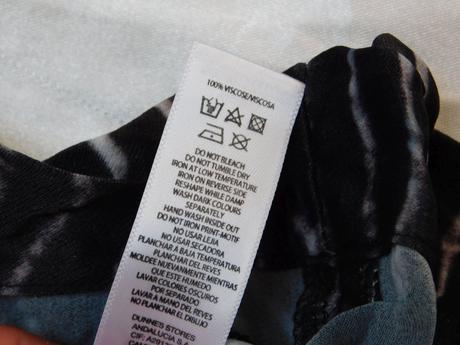 100% VISCOSE/VISCOSA
DO NOT BLEACH
DO NOT TUMBLE DRY
IRON AT LOW TEMPERATURE
IRON ON REVERSE SIDE
RESHAPE WHILE DAMP
WASH DARK COLOURS
SEPARATELY
HAND WASH INSIDE OUT
DO NOT IRON PRINT-MOTIF
NO USAR LEJIA
NO USAR SECADORA
PLANCHAR A BAJA TEMPERATURA
PLANCHAR DEL REVES
MOLDEE NUEVAMENTE MIENTRAS
QUE ESTE HUMEDO
LAVAR COLORES OSCUROS
POR SEPARADO
LAVAR A MANO DEL REVES
NO PLANCHAR EL DIBUJO
DUNNES STORES
ANDALUCIA S.A
CIF: A291